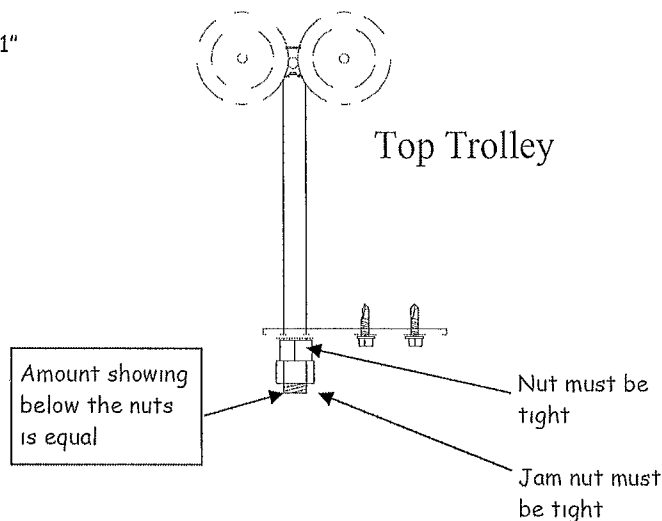 1"
Top Trolley
Amount showing
below the nuts
is equal
Nut must be
tight
Jam nut must
be tight